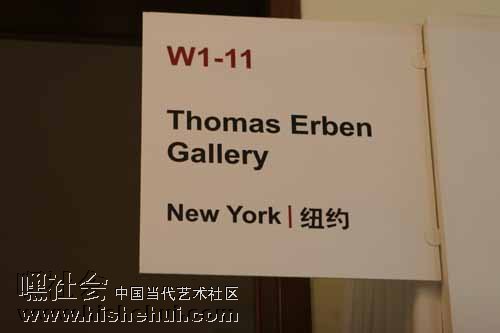 W1-11
Thomas Erben
Gallery
New York | 纽约
嘿社会 中国当代艺术社区
www.hishehui.com